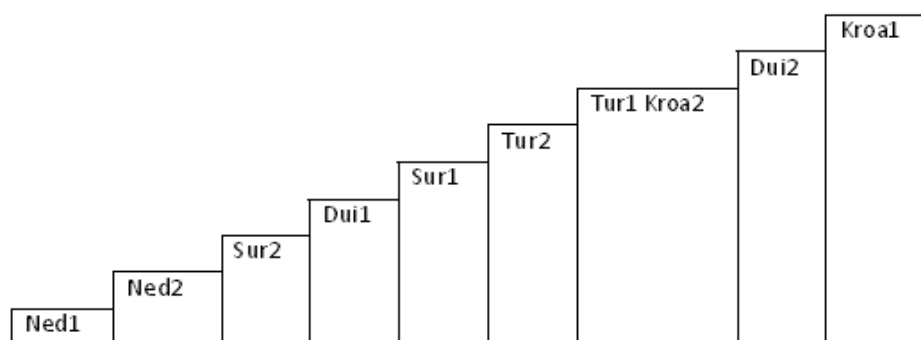 Kroa1
Dui2
Tur1 Kroa2
Tur2
Sur1
Dui1
Sur2
Ned2
Ned1